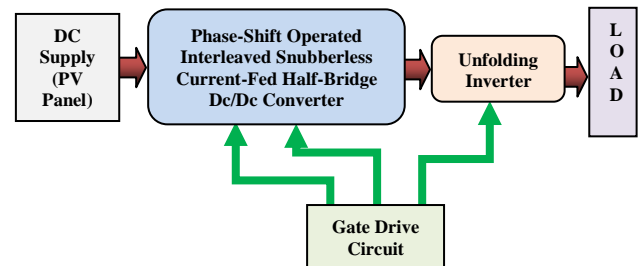 DC
Supply
(PV
Panel)
Phase-Shift Operated
Interleaved Snubberless
Current-Fed Half-Bridge
Dc/Dc Converter
Unfolding
Inverter
L
O
A
D
Gate Drive
Circuit